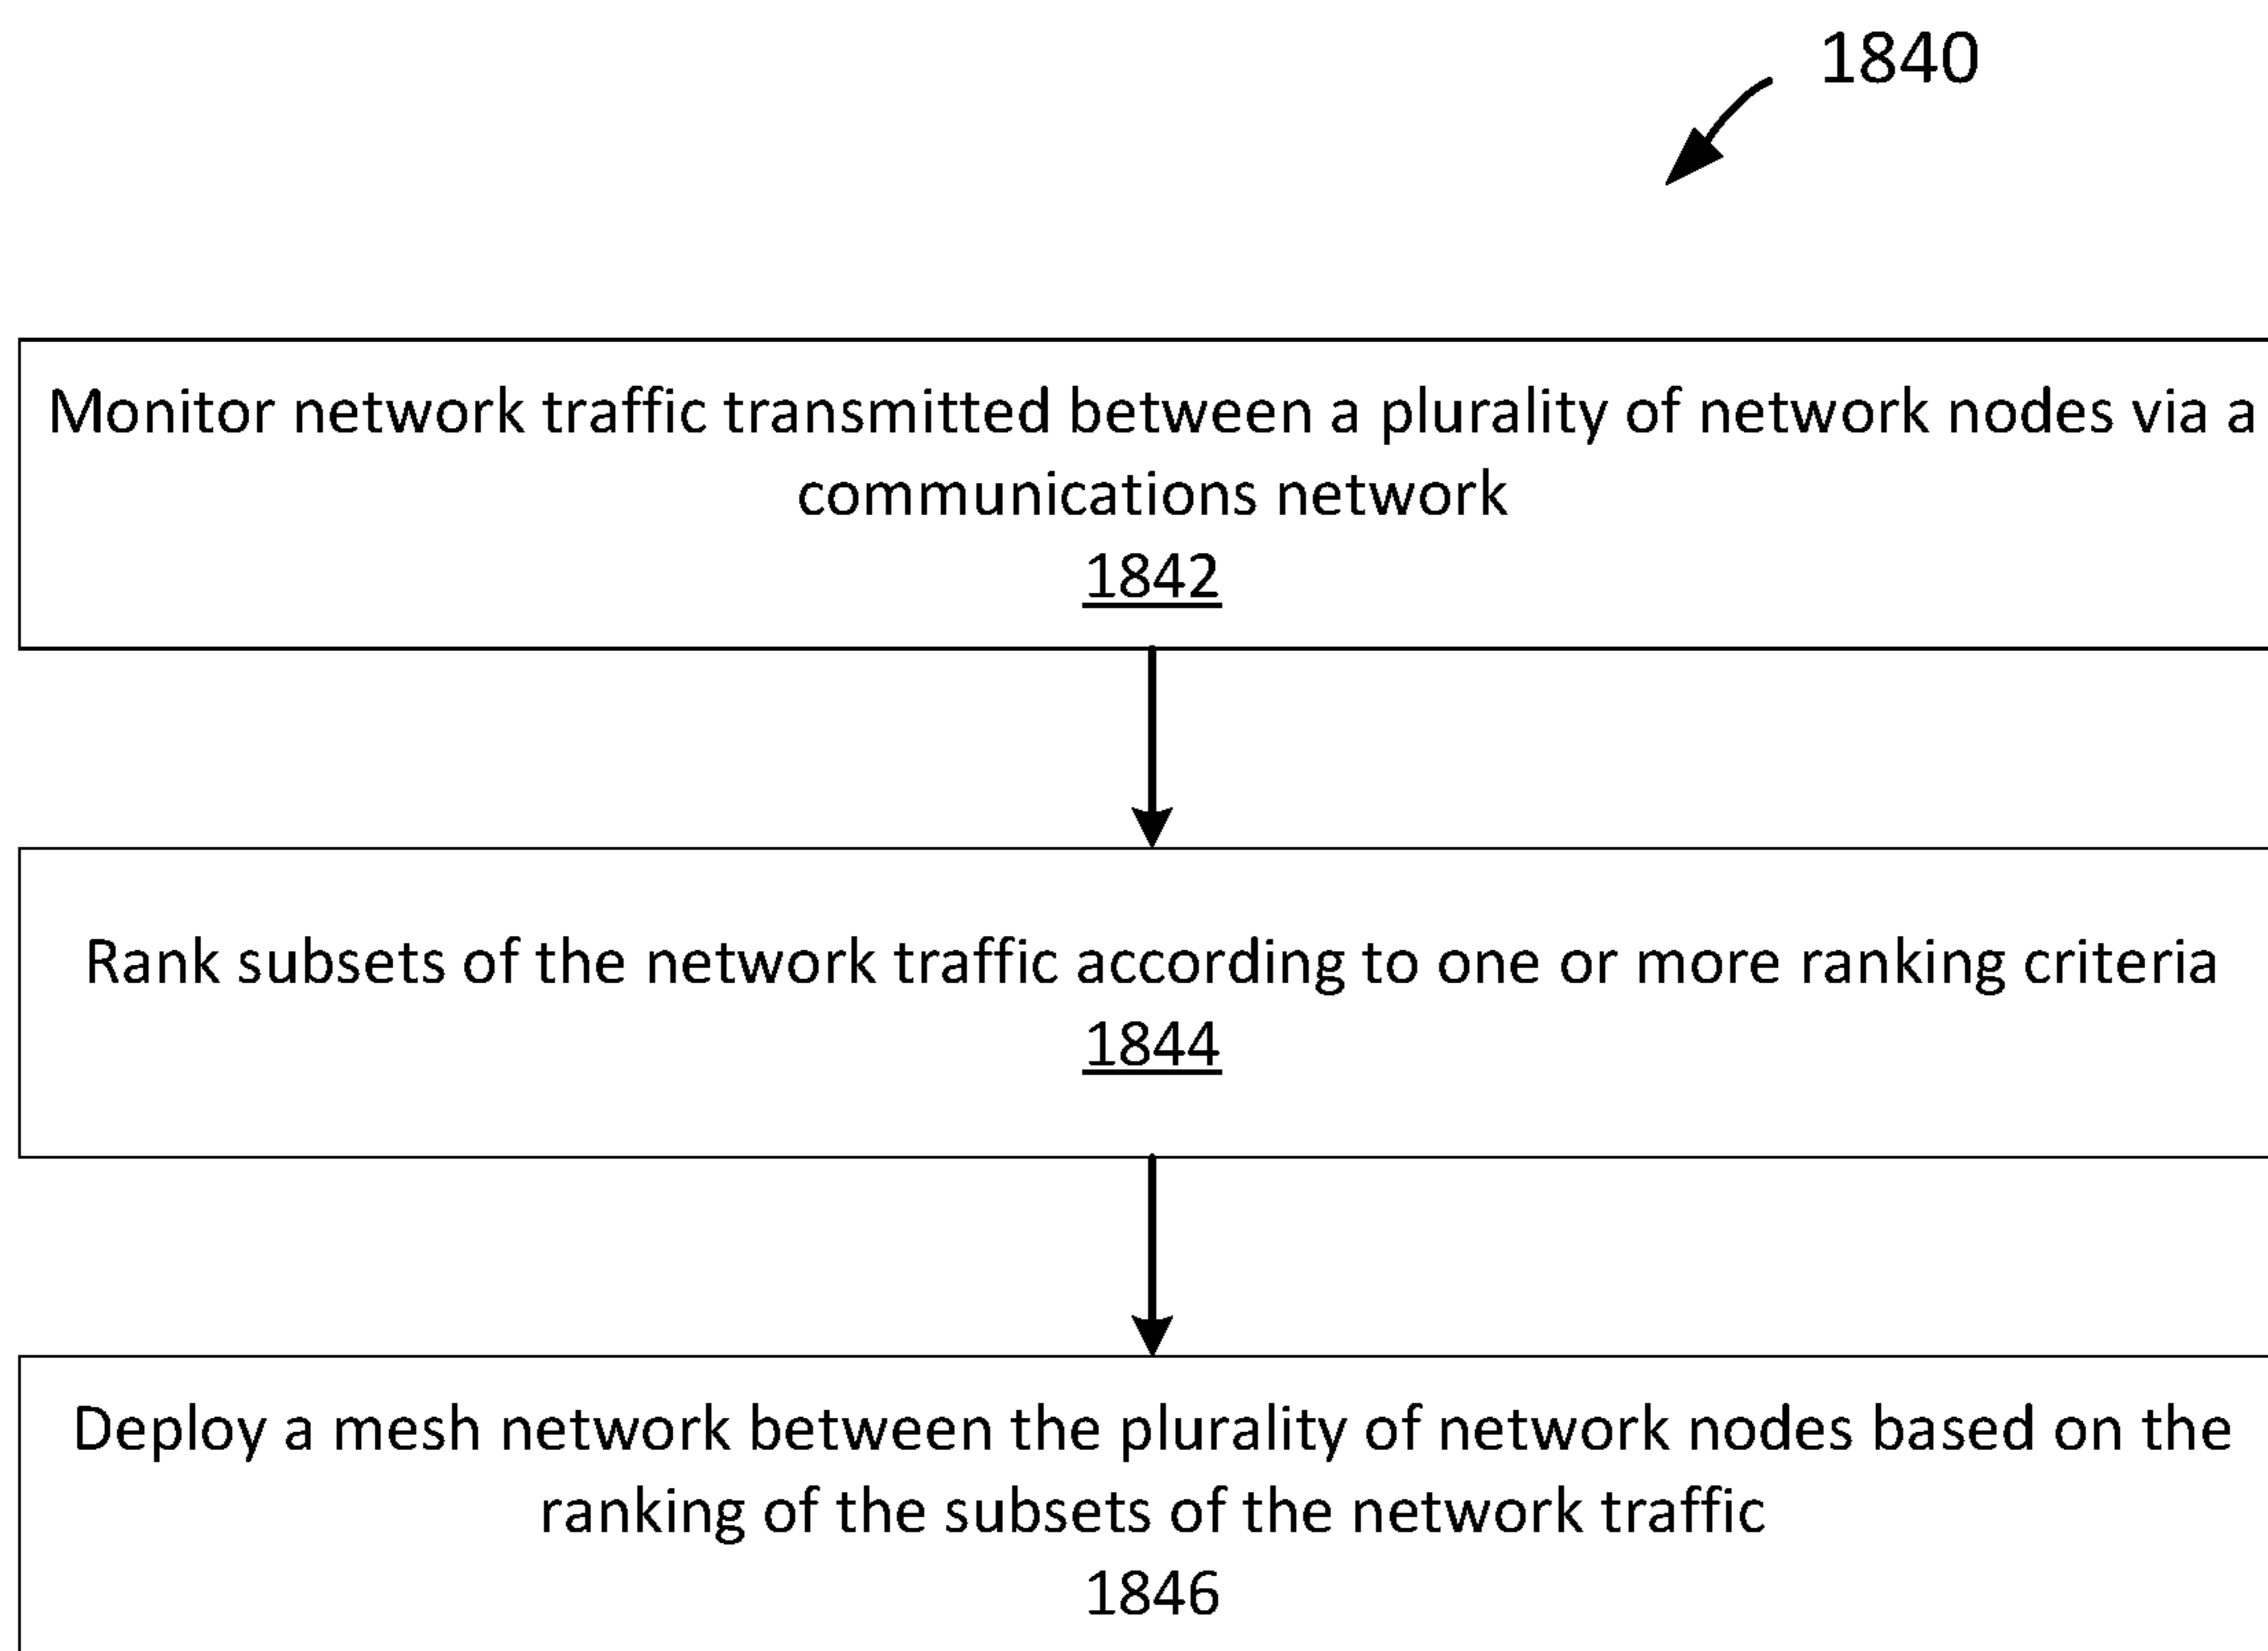 1840
Monitor network traffic transmitted between a plurality of network nodes via a
communications network
1842
Rank subsets of the network traffic according to one or more ranking criteria
1844
Deploy a mesh network between the plurality of network nodes based on the
ranking of the subsets of the network traffic
1846